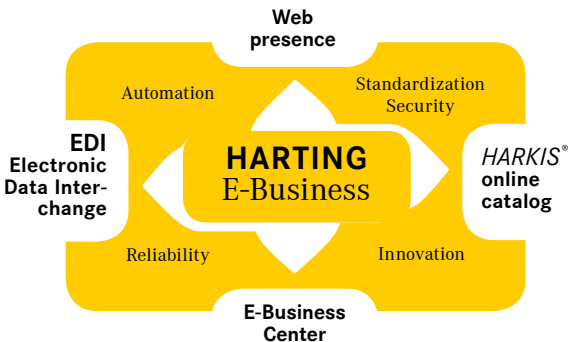 Web
presence
Automation
Standardization
Security
EDI
Electronic
Data Inter-
change
HARTING
E-Business
HARKIS®
online
catalog
Reliability
Innovation
E-Business
Center